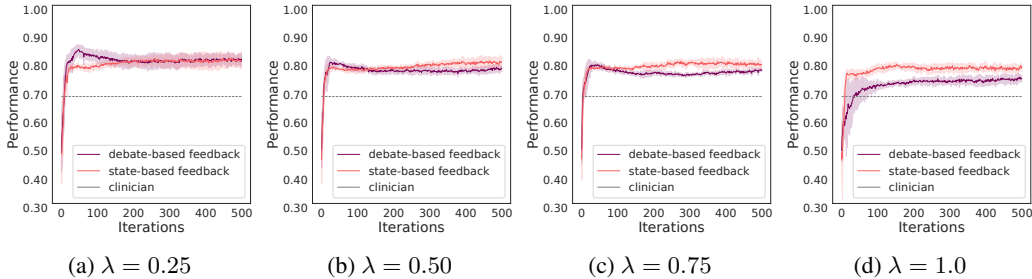 1.00
0.90
0.80
0.70
0.60
0.50
0.40
0.30
Performance
0 100 200 300 400 500
Iterations
debate-based feedback
state-based feedback
clinician
(a) λ = 0.25
1.00
0.90
0.80
0.70
0.60
0.50
0.40
0.30
Performance
0 100 200 300 400 500
Iterations
debate-based feedback
state-based feedback
clinician
(b) λ = 0.50
1.00
0.90
0.80
0.70
0.60
0.50
0.40
0.30
Performance
0 100 200 300 400 500
Iterations
debate-based feedback
state-based feedback
clinician
(c) λ = 0.75
1.00
0.90
0.80
0.70
0.60
0.50
0.40
0.30
Performance
0 100 200 300 400 500
Iterations
debate-based feedback
state-based feedback
clinician
(d) λ = 1.0